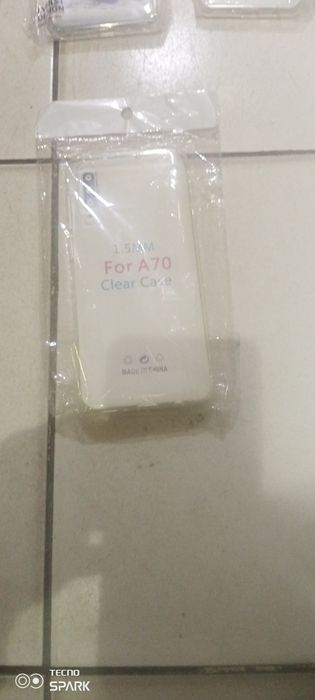 1.5MM
For A70
Clear Case
MADE IN CHINA
TECNO
SPARK